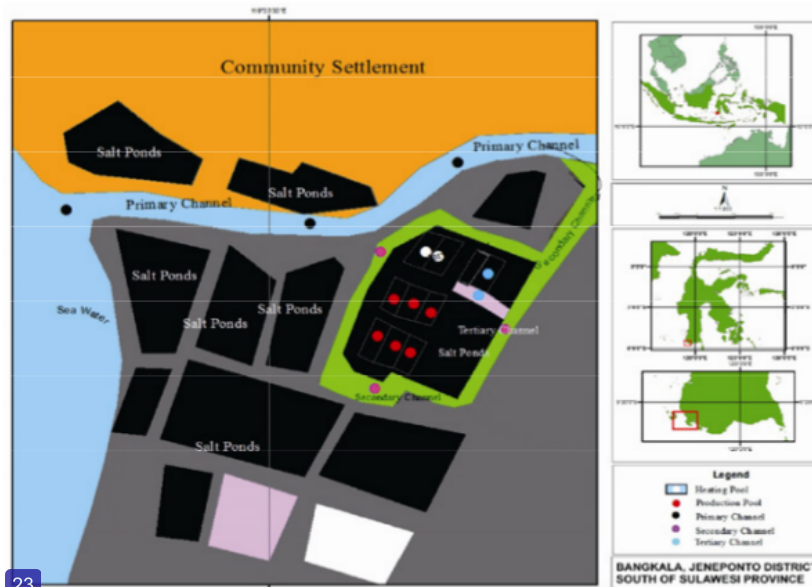 Community Settlement
Primary Channel
Salt Ponds
Salt Ponds
Primary Channel
Secondary Channel
Salt Ponds
Salt Ponds
Sea Water
Salt Ponds
Tertiary Channel
Salt Ponds
Secondary Channel
Salt Ponds
N
Legend
Heating Pool
Production Pool
Primary Channel
Secondary Channel
Tertiary Channel
BANGKALA, JENEPONTO DISTRIC
SOUTH OF SULAWESI PROVINCE
23